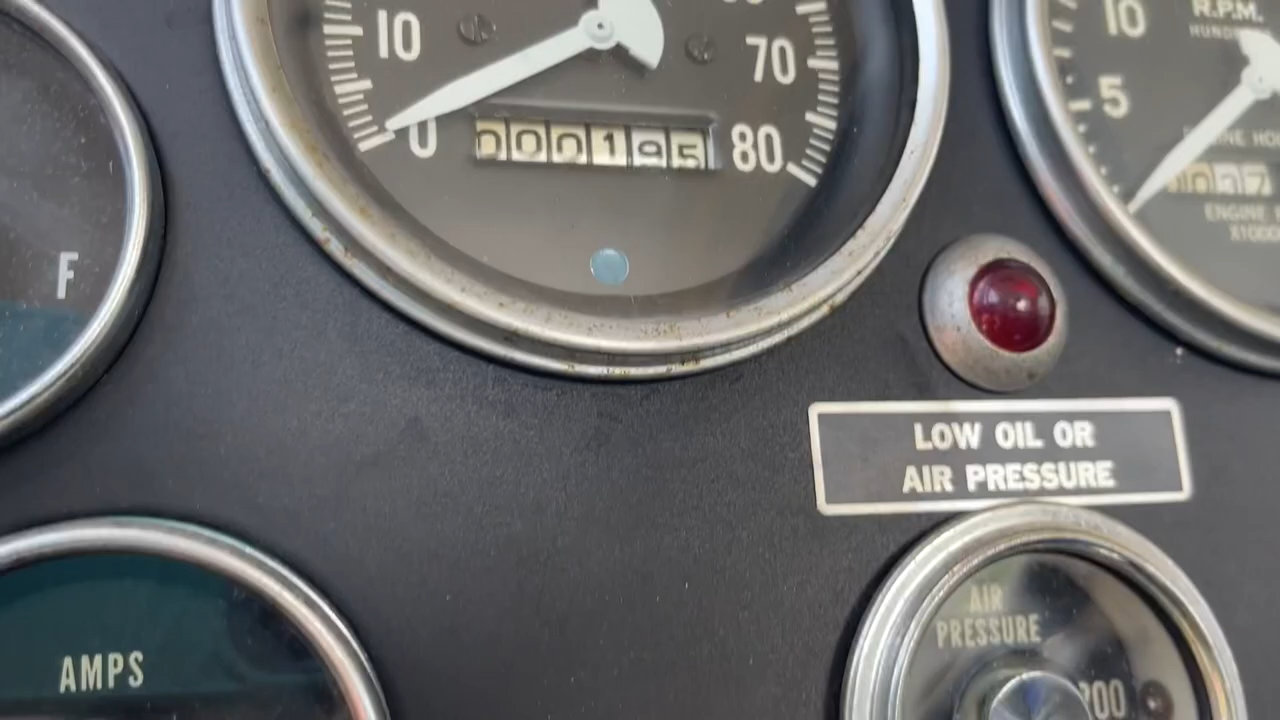 10
70
0
000195
80
10
R.P.M.
5
F
LOW OIL OR
AIR PRESSURE
AIR
PRESSURE
AMPS